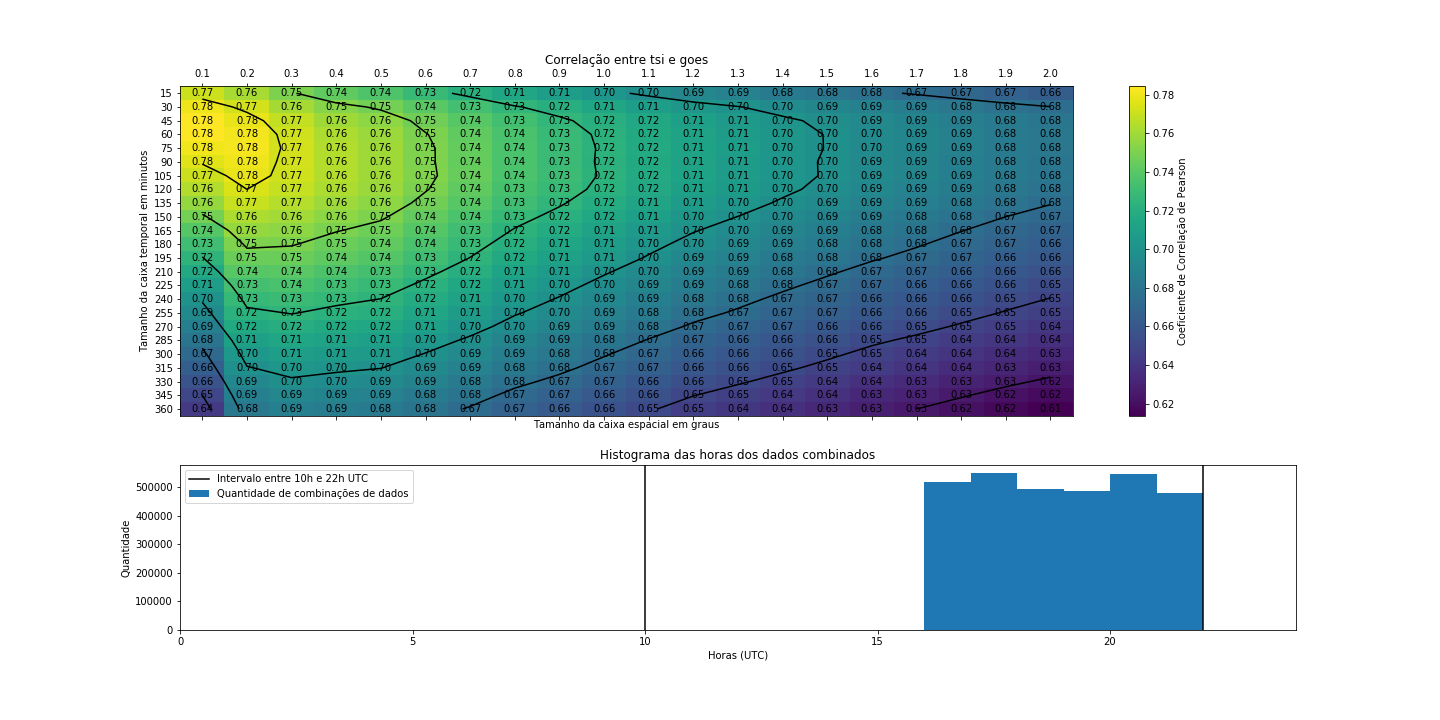 Correlação entre tsi e goes
0.1 0.2 0.3 0.4 0.5 0.6 0.7 0.8 0.9 1.0 1.1 1.2 1.3 1.4 1.5 1.6 1.7 1.8 1.9 2.0
15 0.77 0.76 0.75 0.74 0.74 0.73 0.72 0.71 0.71 0.70 0.70 0.69 0.69 0.68 0.68 0.68 0.67 0.67 0.67 0.66
30 0.78 0.77 0.76 0.75 0.75 0.74 0.73 0.73 0.72 0.71 0.71 0.70 0.70 0.70 0.69 0.69 0.69 0.68 0.68 0.68
45 0.78 0.78 0.77 0.76 0.76 0.75 0.74 0.73 0.73 0.72 0.72 0.71 0.71 0.70 0.70 0.69 0.69 0.69 0.68 0.68
60 0.78 0.78 0.77 0.76 0.76 0.75 0.74 0.74 0.73 0.72 0.72 0.71 0.71 0.70 0.70 0.70 0.69 0.69 0.68 0.68
75 0.78 0.78 0.77 0.76 0.76 0.75 0.74 0.74 0.73 0.72 0.72 0.71 0.71 0.70 0.70 0.70 0.69 0.69 0.69 0.68
90 0.78 0.78 0.77 0.76 0.76 0.75 0.74 0.74 0.73 0.72 0.72 0.71 0.71 0.70 0.70 0.69 0.69 0.69 0.68 0.68
105 0.77 0.78 0.77 0.76 0.76 0.75 0.74 0.74 0.73 0.72 0.72 0.71 0.71 0.70 0.70 0.69 0.69 0.69 0.68 0.68
120 0.76 0.77 0.77 0.76 0.76 0.75 0.74 0.73 0.73 0.72 0.72 0.71 0.71 0.70 0.70 0.69 0.69 0.69 0.68 0.68
135 0.76 0.77 0.77 0.76 0.76 0.75 0.74 0.73 0.73 0.72 0.71 0.71 0.70 0.70 0.69 0.69 0.69 0.68 0.68 0.68
150 0.75 0.76 0.76 0.76 0.75 0.74 0.74 0.73 0.72 0.72 0.71 0.70 0.70 0.70 0.69 0.69 0.68 0.68 0.67 0.67
165 0.74 0.76 0.76 0.75 0.75 0.74 0.73 0.72 0.72 0.71 0.71 0.70 0.70 0.69 0.69 0.68 0.68 0.68 0.67 0.67
180 0.73 0.75 0.75 0.75 0.74 0.74 0.73 0.72 0.71 0.71 0.70 0.70 0.69 0.69 0.68 0.68 0.68 0.67 0.67 0.66
195 0.72 0.75 0.75 0.74 0.74 0.73 0.72 0.72 0.71 0.71 0.70 0.69 0.69 0.68 0.68 0.68 0.67 0.67 0.66 0.66
210 0.72 0.74 0.74 0.74 0.73 0.73 0.72 0.71 0.71 0.70 0.70 0.69 0.69 0.68 0.68 0.67 0.67 0.66 0.66 0.66
225 0.71 0.73 0.74 0.73 0.73 0.72 0.72 0.71 0.70 0.70 0.69 0.69 0.68 0.68 0.67 0.67 0.66 0.66 0.66 0.65
240 0.70 0.73 0.73 0.73 0.72 0.72 0.71 0.70 0.70 0.69 0.69 0.68 0.68 0.67 0.67 0.66 0.66 0.66 0.65 0.65
255 0.69 0.72 0.73 0.72 0.72 0.71 0.71 0.70 0.70 0.69 0.68 0.68 0.67 0.67 0.66 0.66 0.66 0.65 0.65 0.65
270 0.69 0.72 0.72 0.72 0.71 0.71 0.70 0.70 0.69 0.69 0.68 0.67 0.67 0.67 0.66 0.66 0.65 0.65 0.65 0.64
285 0.68 0.71 0.71 0.71 0.71 0.70 0.70 0.69 0.69 0.68 0.67 0.67 0.66 0.66 0.66 0.65 0.65 0.64 0.64 0.64
300 0.67 0.70 0.71 0.71 0.71 0.70 0.69 0.69 0.68 0.68 0.67 0.66 0.66 0.66 0.65 0.65 0.64 0.64 0.64 0.63
315 0.66 0.70 0.70 0.70 0.70 0.69 0.69 0.68 0.68 0.67 0.67 0.66 0.66 0.65 0.65 0.64 0.64 0.64 0.63 0.63
330 0.66 0.69 0.70 0.70 0.69 0.69 0.68 0.68 0.67 0.67 0.66 0.66 0.65 0.65 0.64 0.64 0.63 0.63 0.63 0.62
345 0.65 0.69 0.69 0.69 0.69 0.68 0.68 0.67 0.67 0.66 0.66 0.65 0.65 0.64 0.64 0.63 0.63 0.63 0.62 0.62
360 0.64 0.68 0.69 0.69 0.68 0.68 0.67 0.67 0.66 0.66 0.65 0.65 0.64 0.64 0.63 0.63 0.63 0.62 0.62 0.61
Tamanho da caixa temporal em minutos
Tamanho da caixa espacial em graus
0.78
0.76
0.74
0.72
0.70
0.68
0.66
0.64
0.62
Coeficiente de Correlação de Pearson
Histograma das horas dos dados combinados
Intervalo entre 10h e 22h UTC
Quantidade de combinações de dados
500000
400000
300000
200000
100000
0
Quantidade
0 5 10 15 20
Horas (UTC)